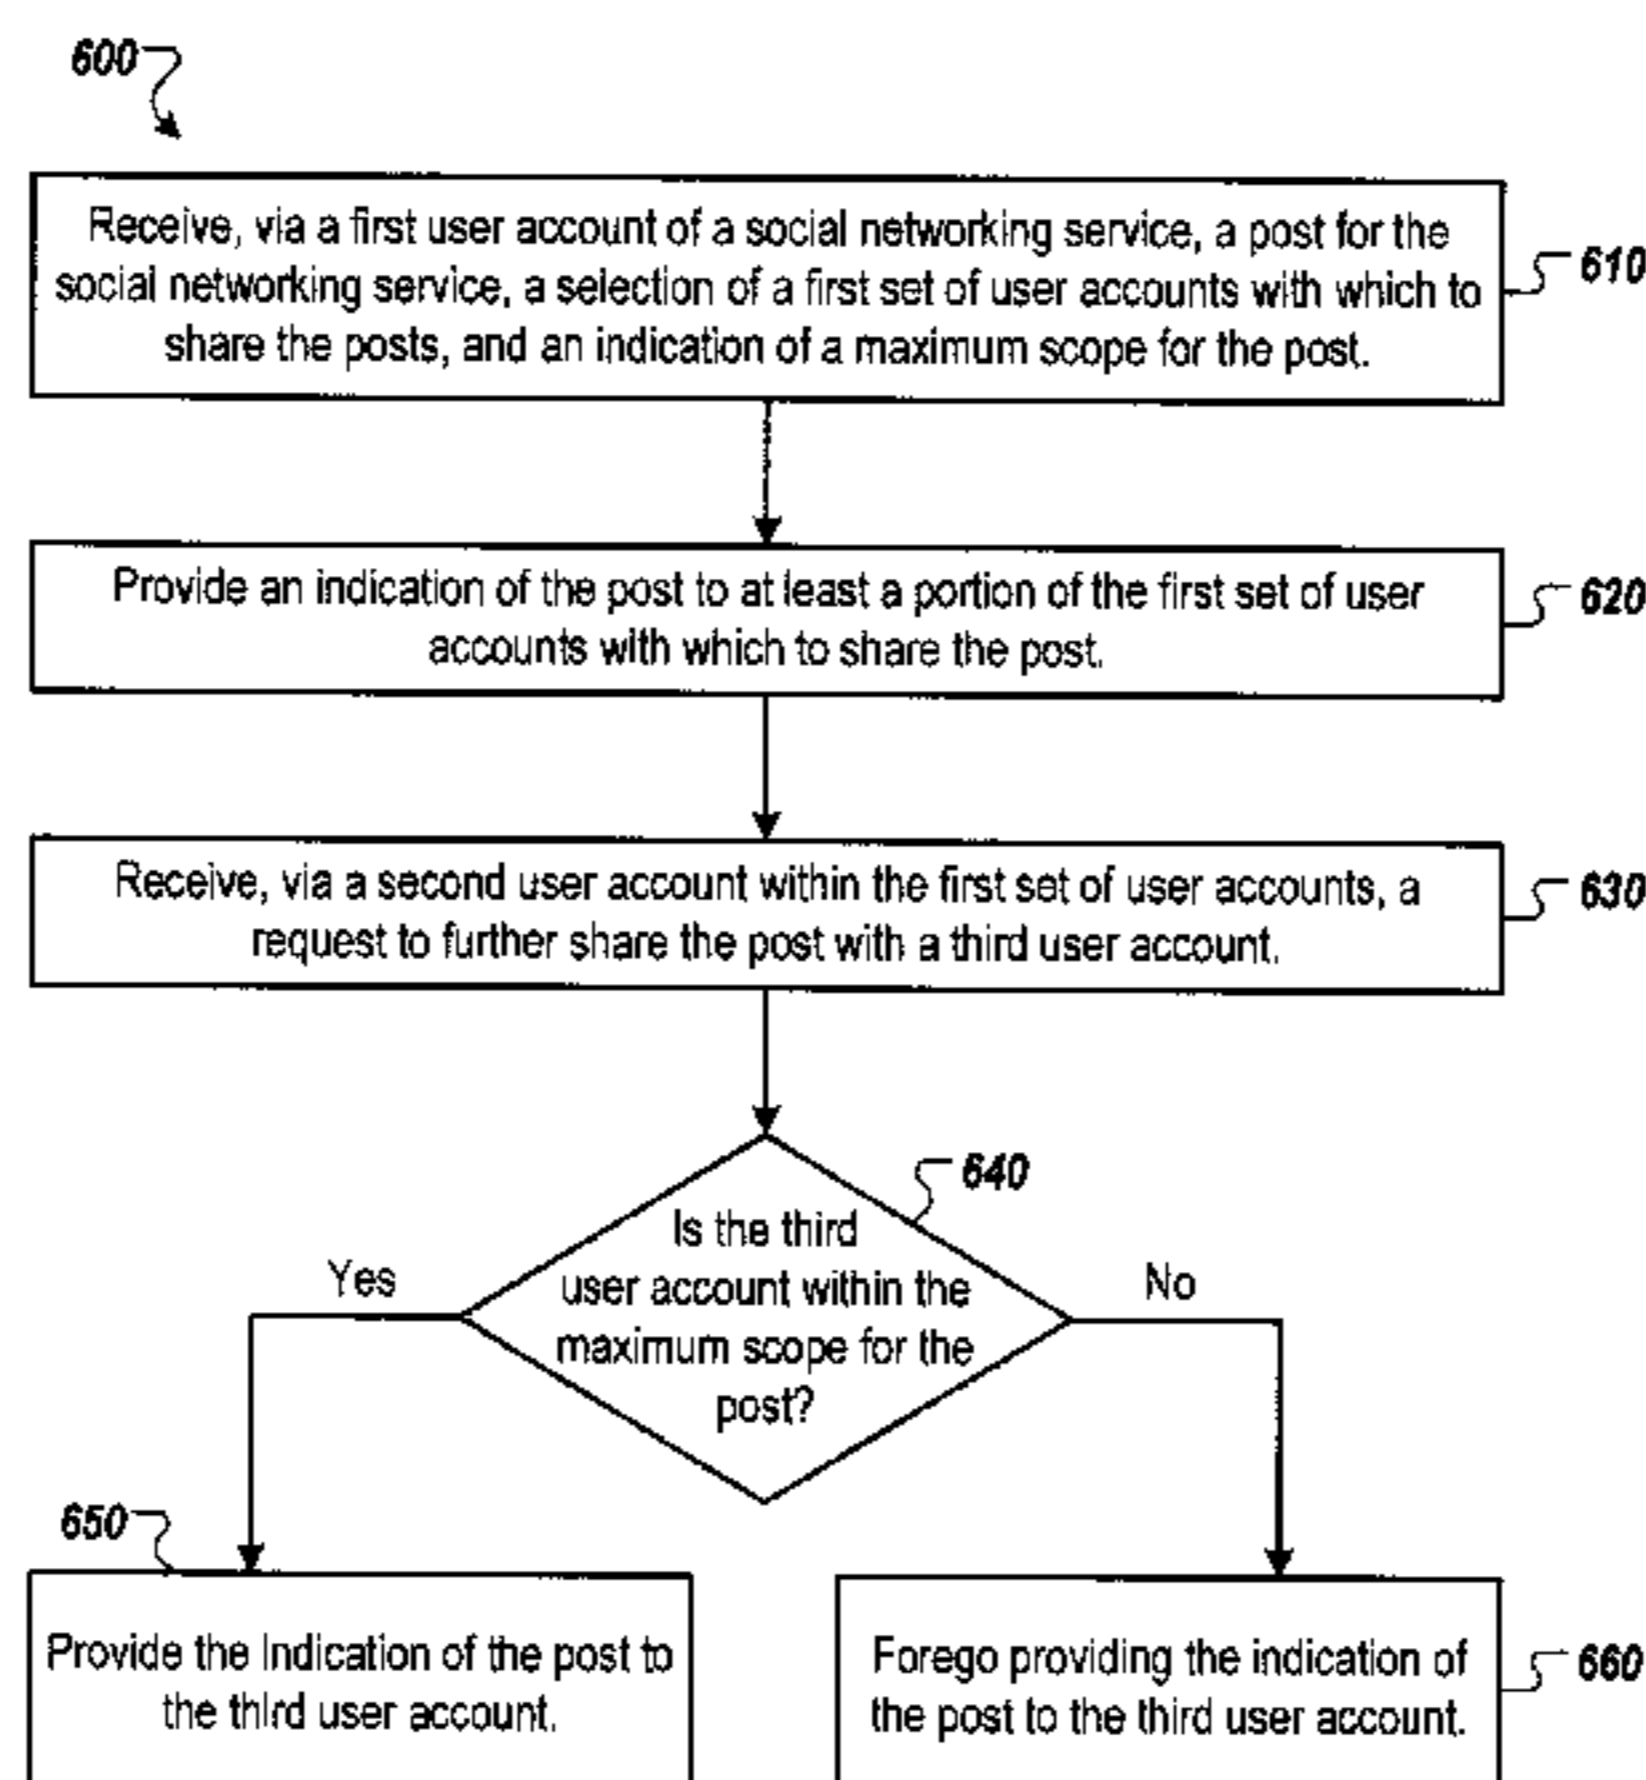 600
Receive, via a first user account of a social networking service, a post for the
social networking service, a selection of a first set of user accounts with which to
share the posts, and an indication of a maximum scope for the post.
610
Provide an indication of the post to at least a portion of the first set of user
accounts with which to share the post.
620
Receive, via a second user account within the first set of user accounts, a
request to further share the post with a third user account.
630
640
Is the third
user account within the
maximum scope for the
post?
Yes
No
650
Provide the Indication of the post to
the third user account.
Forego providing the indication of
the post to the third user account.
660